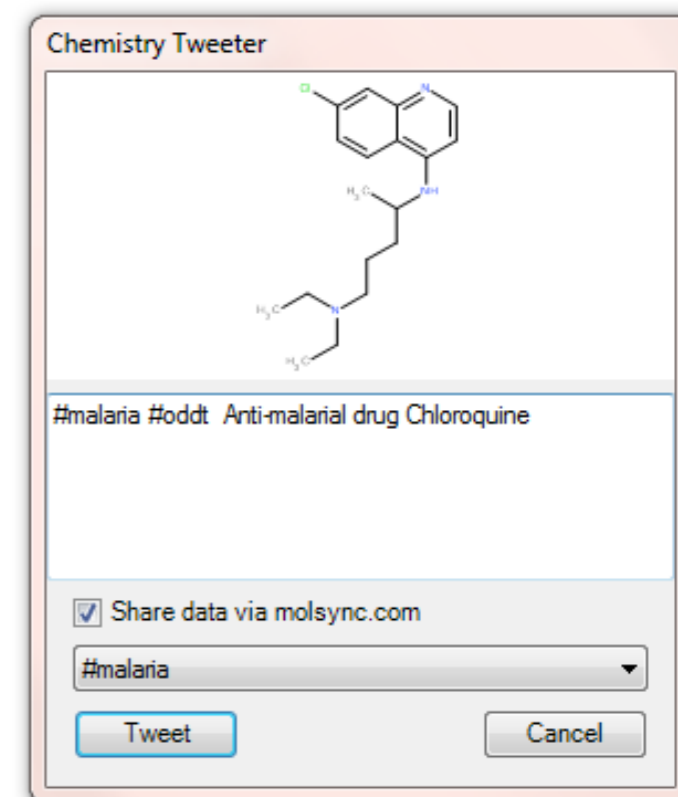 Chemistry Tweeter
Cl
N
H3C
NH
H3C
N
H3C
#malaria #oddt  Anti-malarial drug Chloroquine
Share data via molsync.com
#malaria
Tweet
Cancel